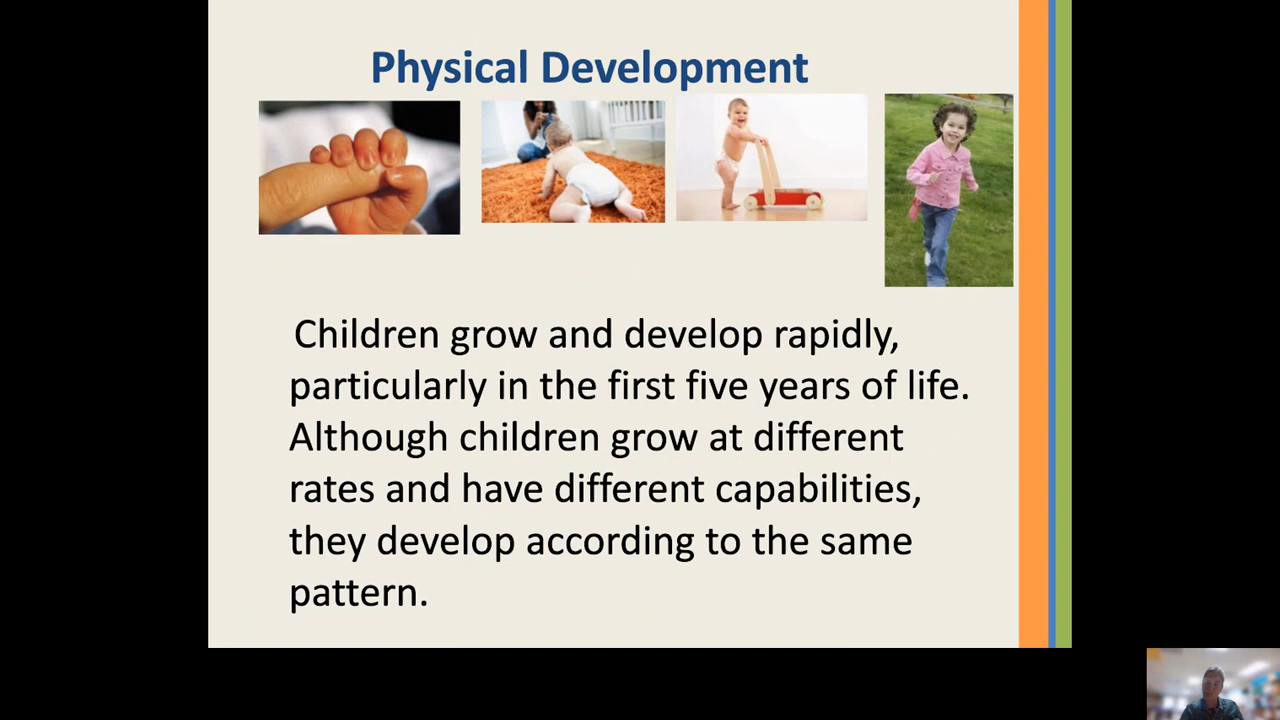 Physical Development
Children grow and develop rapidly,
particularly in the first five years of life.
Although children grow at different
rates and have different capabilities,
they develop according to the same
pattern.